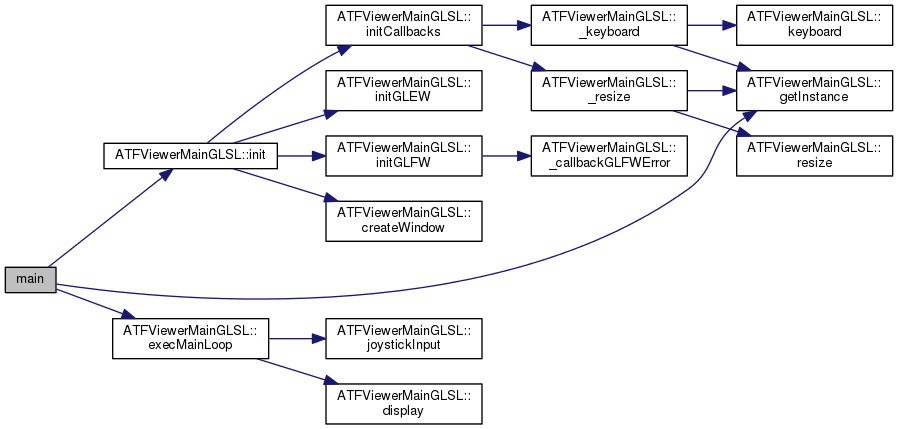 ATFViewerMainGLSL::
initCallbacks
ATFViewerMainGLSL::
_keyboard
ATFViewerMainGLSL::
keyboard
ATFViewerMainGLSL::
initGLEW
ATFViewerMainGLSL::
_resize
ATFViewerMainGLSL::
getInstance
ATFViewerMainGLSL::init
ATFViewerMainGLSL::
initGLFW
ATFViewerMainGLSL::
_callbackGLFWError
ATFViewerMainGLSL::
resize
ATFViewerMainGLSL::
createWindow
main
ATFViewerMainGLSL::
execMainLoop
ATFViewerMainGLSL::
joystickInput
ATFViewerMainGLSL::
display